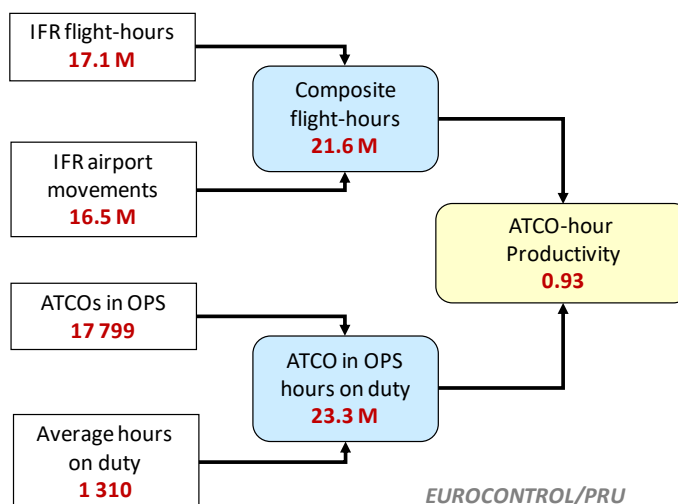 IFR flight-hours
17.1 M
Composite
flight-hours
21.6 M
IFR airport
movements
16.5 M
ATCO-hour
Productivity
0.93
ATCOs in OPS
17 799
ATCO in OPS
hours on duty
23.3 M
Average hours
on duty
1 310
EUROCONTROL/PRU